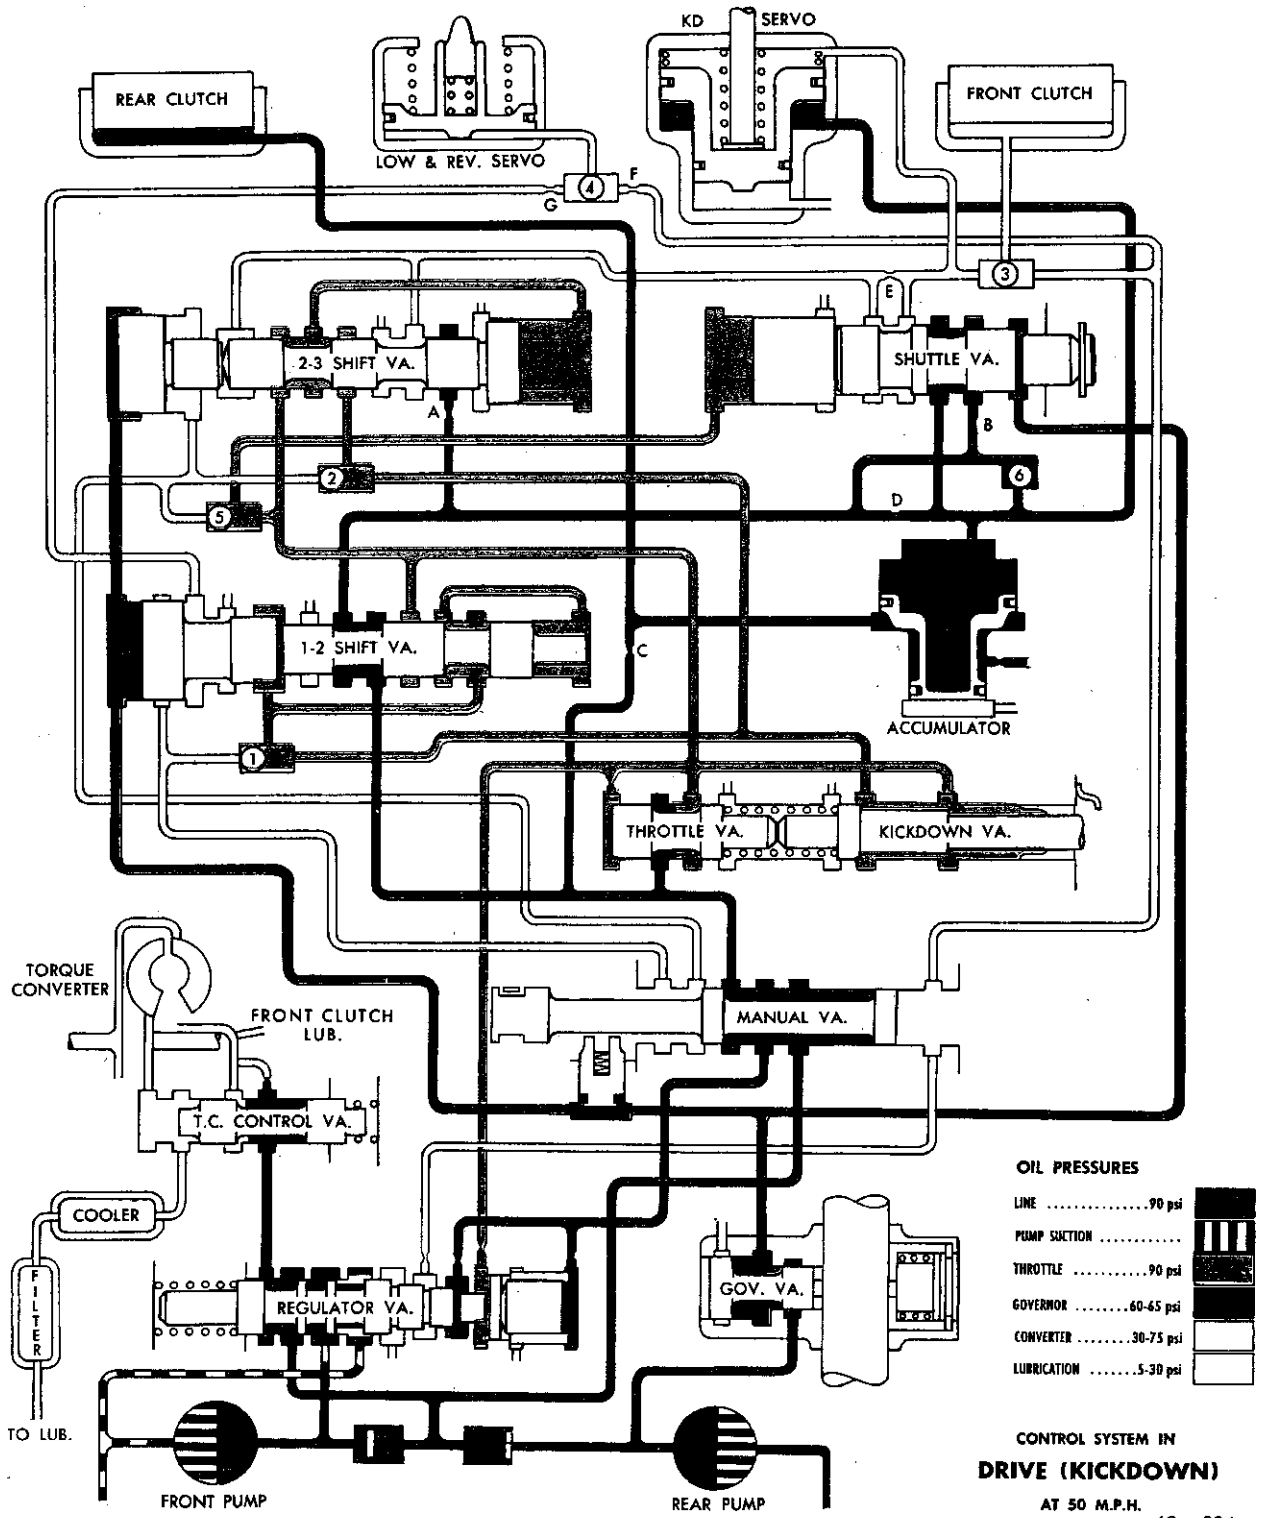 KD SERVO
REAR CLUTCH
FRONT CLUTCH
LOW & REV. SERVO
4
F
G
3
E
2-3 SHIFT VA.
SHUTTLE VA.
A
B
2
6
5
D
1-2 SHIFT VA.
C
ACCUMULATOR
1
THROTTLE VA.
KICKDOWN VA.
TORQUE
CONVERTER
FRONT CLUTCH
LUB.
MANUAL VA.
T.C. CONTROL VA.
COOLER
FILTER
REGULATOR VA.
GOV. VA.
TO LUB.
FRONT PUMP
REAR PUMP
OIL PRESSURES
LINE ...............90 psi
PUMP SUCTION ............
THROTTLE ...........90 psi
GOVERNOR ........60-65 psi
CONVERTER ........30-75 psi
LUBRICATION .......5-30 psi
CONTROL SYSTEM IN
DRIVE (KICKDOWN)
AT 50 M.P.H.